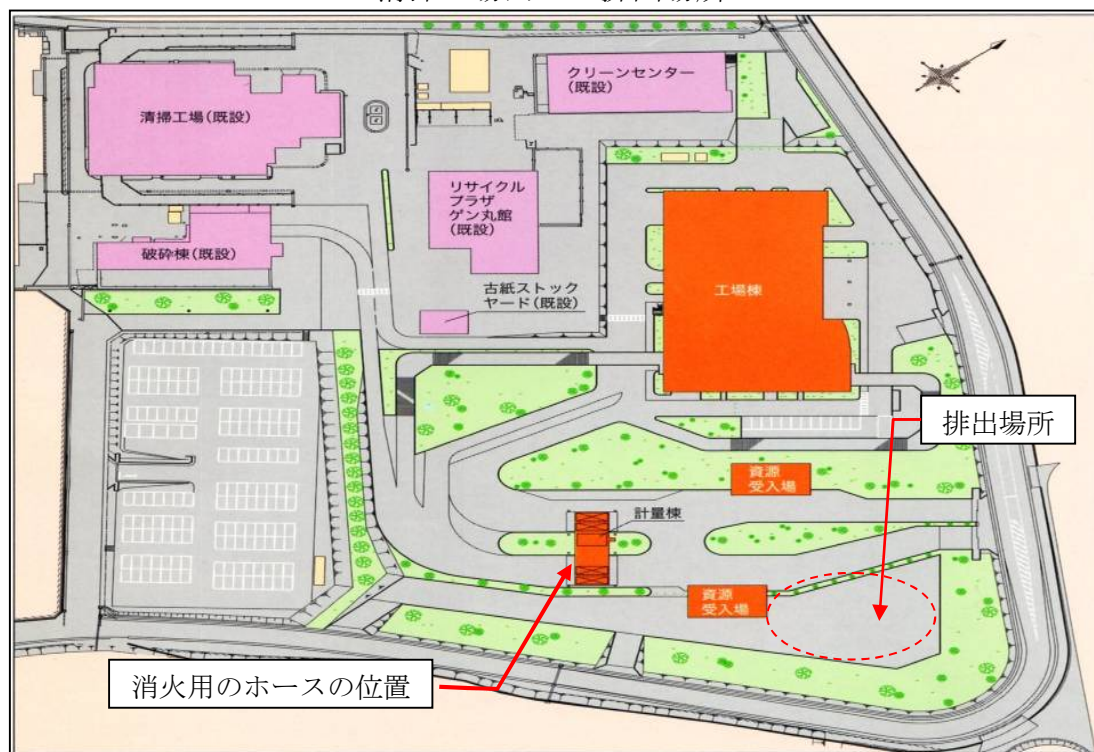 クリーンセンター
(既設)
清掃工場(既設)
リサイクル
プラザ
ゲン丸館
(既設)
破砕棟(既設)
古紙ストック
ヤード(既設)
工場棟
排出場所
資源
受入場
計量棟
資源
受入場
消火用のホースの位置